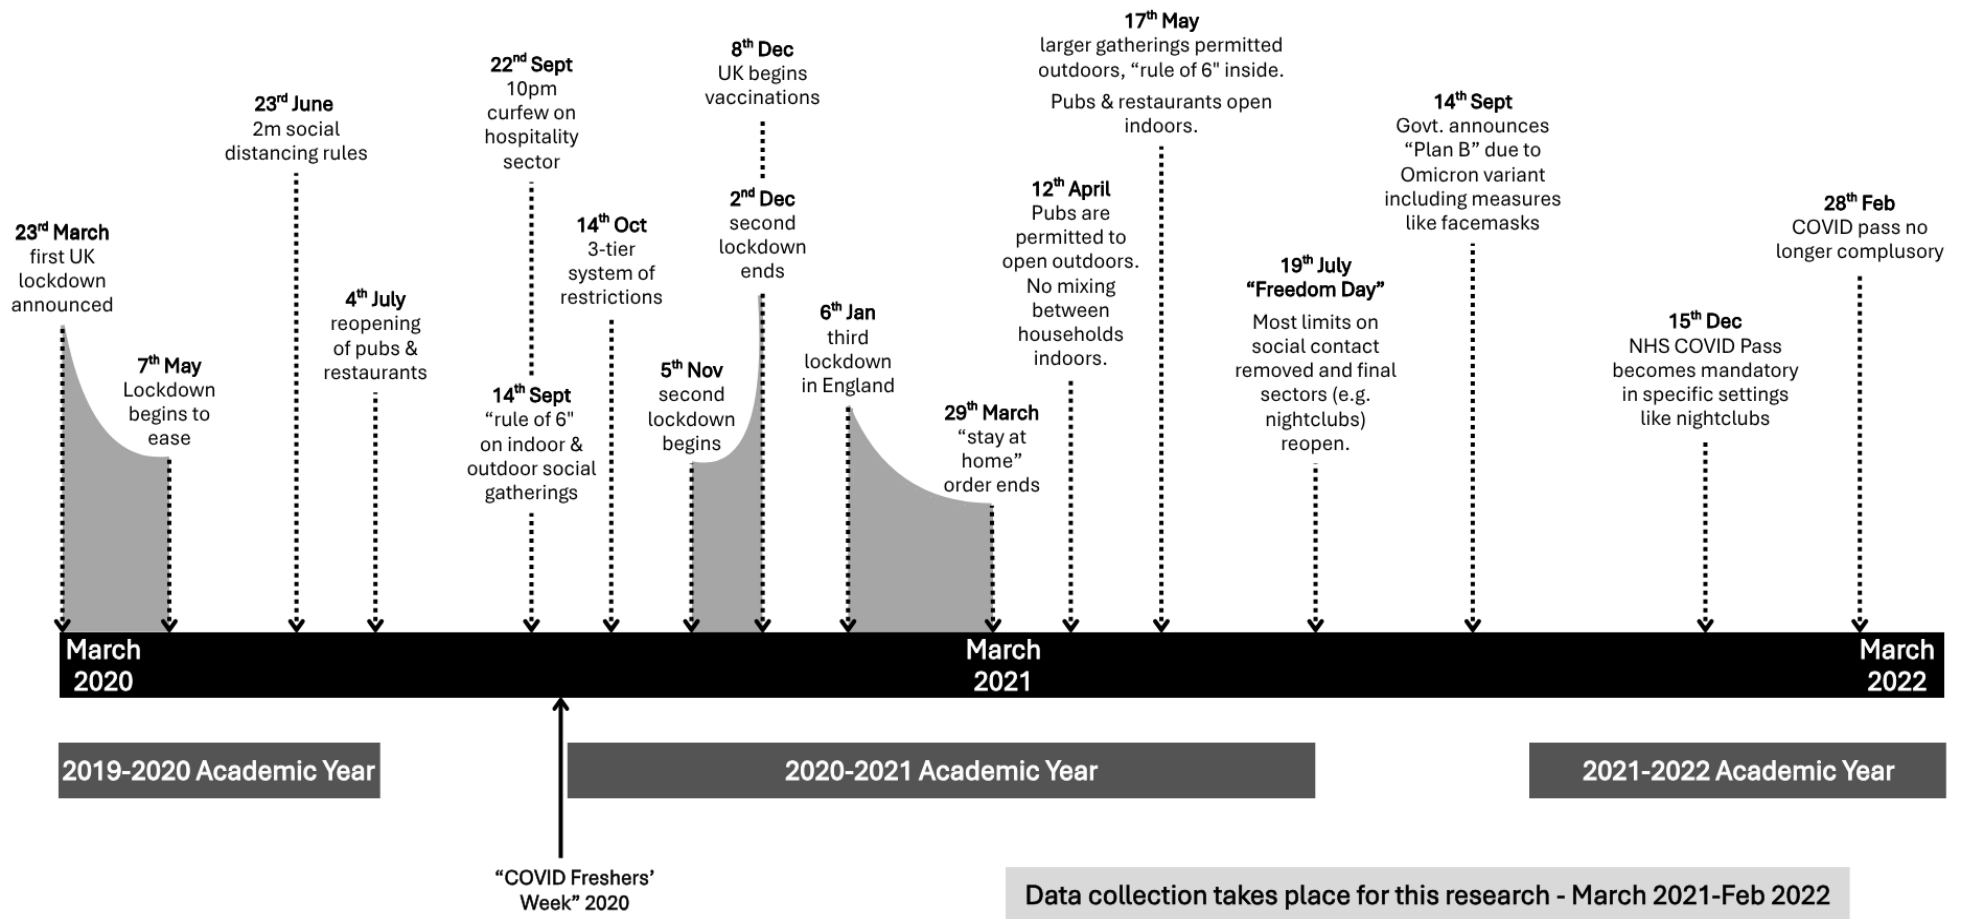 23rd March
first UK
lockdown
announced
7th May
Lockdown
begins to
ease
23rd June
2m social
distancing rules
4th July
reopening
of pubs &
restaurants
22nd Sept
10pm
curfew on
hospitality
sector
14th Sept
“rule of 6"
on indoor &
outdoor social
gatherings
14th Oct
3-tier
system of
restrictions
5th Nov
second
lockdown
begins
8th Dec
UK begins
vaccinations
2nd Dec
second
lockdown
ends
6th Jan
third
lockdown
in England
29th March
“stay at
home”
order ends
12th April
Pubs are
permitted to
open outdoors.
No mixing
between
households
indoors.
17th May
larger gatherings permitted
outdoors, “rule of 6" inside.
Pubs & restaurants open
indoors.
19th July
“Freedom Day”
Most limits on
social contact
removed and final
sectors (e.g.
nightclubs)
reopen.
14th Sept
Govt. announces
“Plan B” due to
Omicron variant
including measures
like facemasks
15th Dec
NHS COVID Pass
becomes mandatory
in specific settings
like nightclubs
28th Feb
COVID pass no
longer complusory
March
2020
March
2021
March
2022
2019-2020 Academic Year
2020-2021 Academic Year
2021-2022 Academic Year
“COVID Freshers’
Week” 2020
Data collection takes place for this research - March 2021-Feb 2022